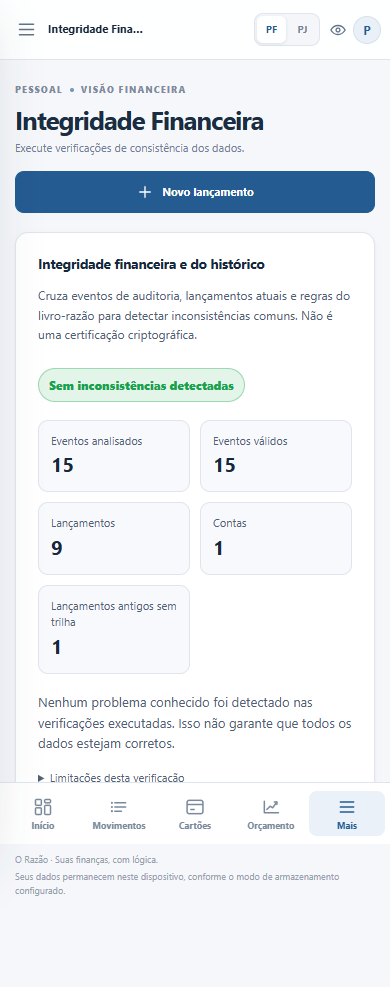 Integridade Fina...
PF
PJ
P
PESSOAL • VISÃO FINANCEIRA
Integridade Financeira
Execute verificações de consistência dos dados.
+ Novo lançamento
Integridade financeira e do histórico
Cruza eventos de auditoria, lançamentos atuais e regras do
livro-razão para detectar inconsistências comuns. Não é
uma certificação criptográfica.
Sem inconsistências detectadas
Eventos analisados
15
Eventos válidos
15
Lançamentos
9
Contas
1
Lançamentos antigos sem
trilha
1
Nenhum problema conhecido foi detectado nas
verificações executadas. Isso não garante que todos os
dados estejam corretos.
Limitações desta verificação
Início
Movimentos
Cartões
Orçamento
Mais
O Razão · Suas finanças, com lógica.
Seus dados permanecem neste dispositivo, conforme o modo de armazenamento
configurado.